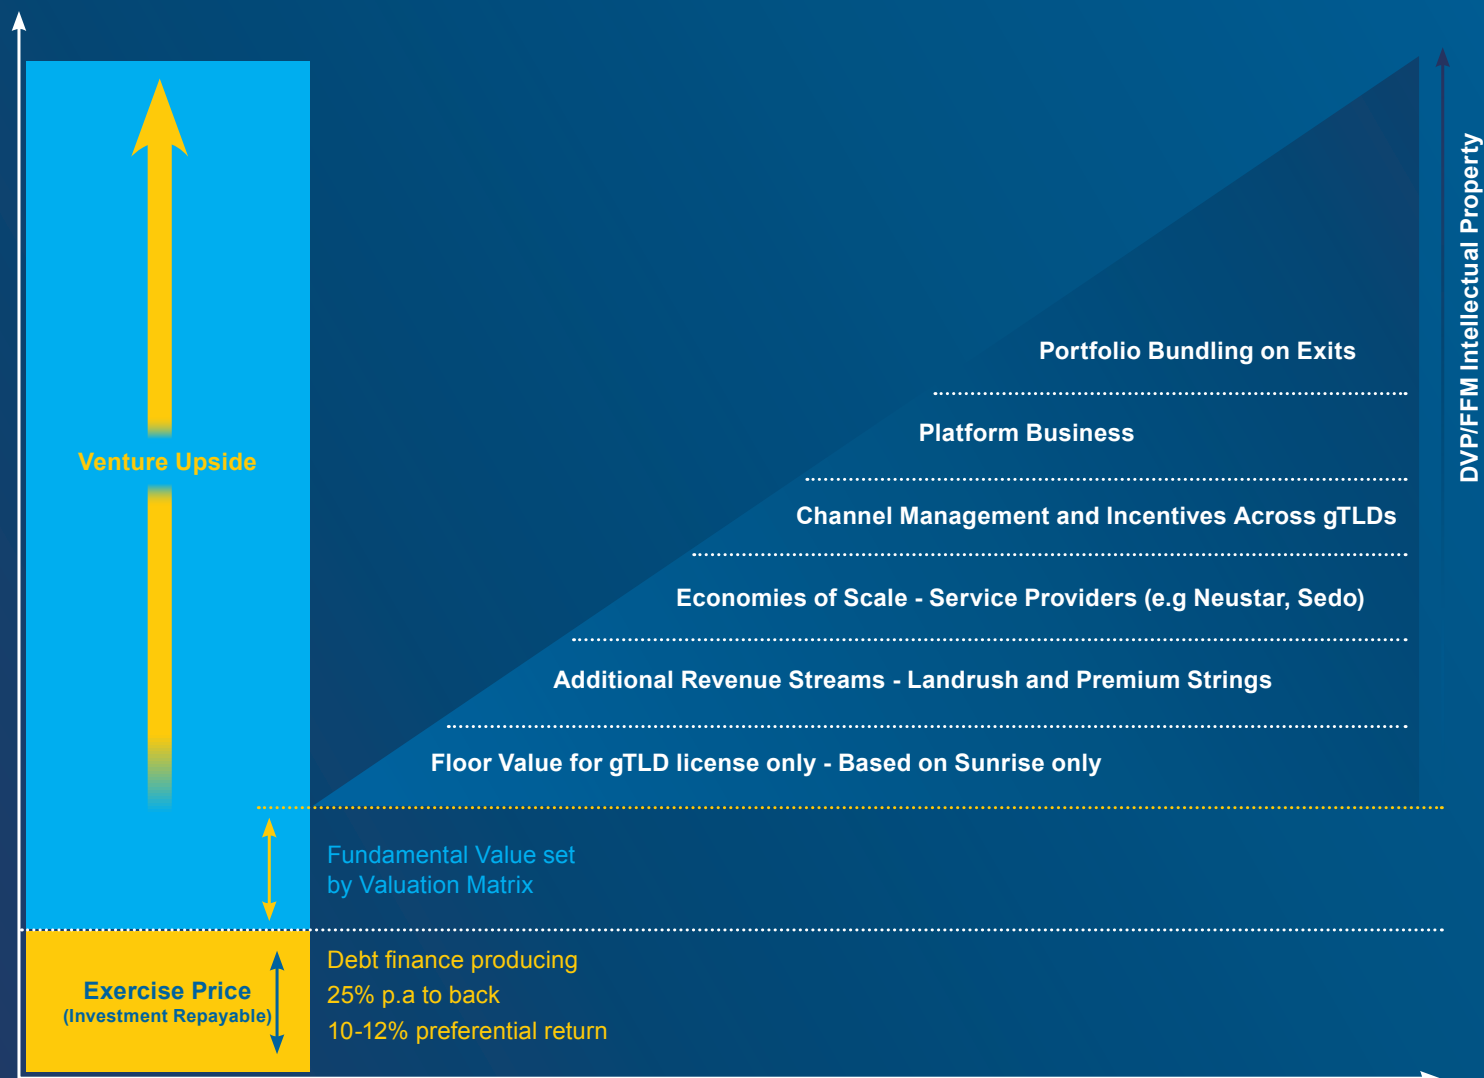 DVP/FFM Intellectual Property
Portfolio Bundling on Exits
Platform Business
Venture Upside
Channel Management and Incentives Across gTLDs
Economies of Scale - Service Providers (e.g Neustar, Sedo)
Additional Revenue Streams - Landrush and Premium Strings
Floor Value for gTLD license only - Based on Sunrise only
Fundamental Value set
by Valuation Matrix
Exercise Price
(Investment Repayable)
Debt finance producing
25% p.a to back
10-12% preferential return